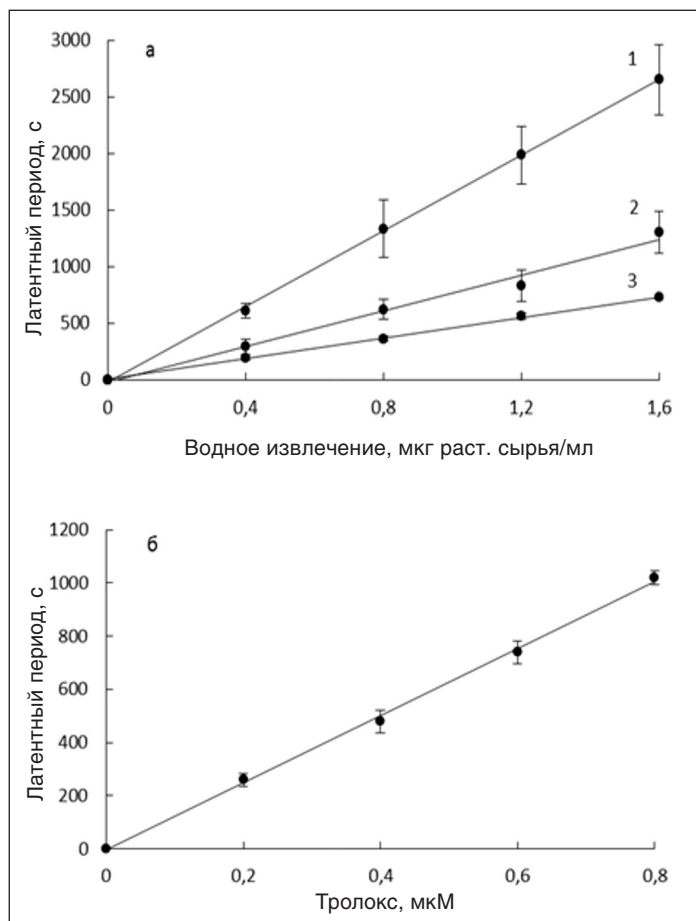 а
3000
2500
2000
1500
1000
500
0
1
2
3
0 0,4 0,8 1,2 1,6
Латентный период, с
Водное извлечение, мкг раст. сырья/мл
б
1200
1000
800
600
400
200
0
0 0,2 0,4 0,6 0,8
Латентный период, с
Тролокс, мкМ